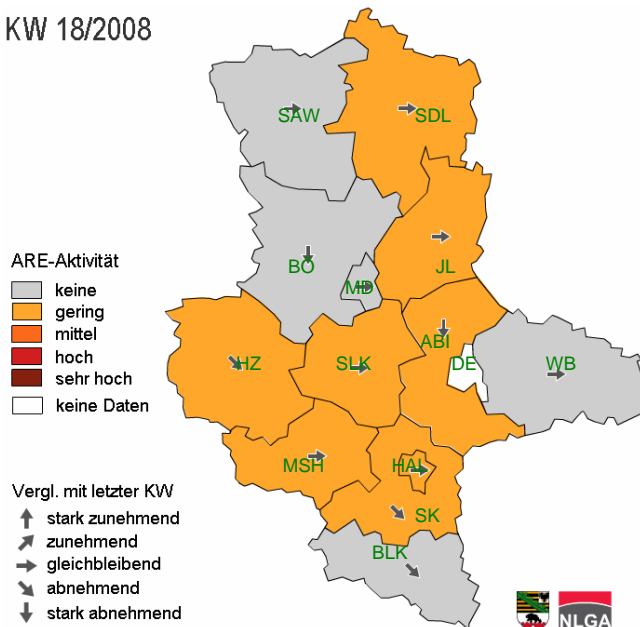 KW 18/2008
SAW
SDL
BO
MD
JL
ARE-Aktivität
keine
gering
mittel
hoch
sehr hoch
keine Daten
HZ
SLK
ABI
DE
WB
MSH
HAL
SK
BLK
Vergl. mit letzter KW
stark zunehmend
zunehmend
gleichbleibend
abnehmend
stark abnehmend
NLGA